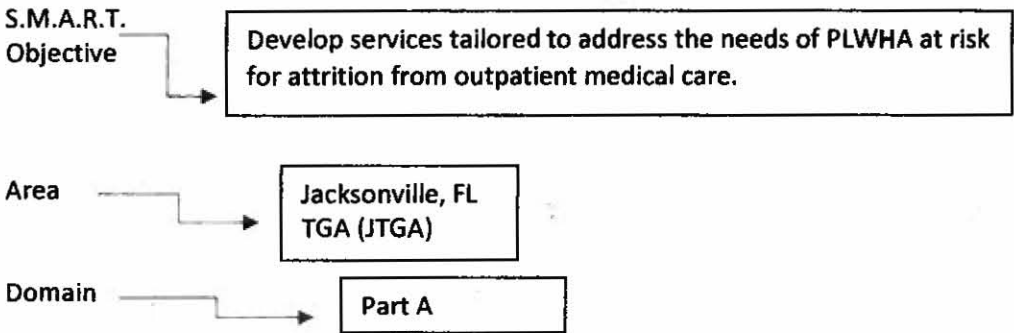 S.M.A.R.T.
Objective
Develop services tailored to address the needs of PLWHA at risk
for attrition from outpatient medical care.
Area
Jacksonville, FL
TGA (JTGA)
Domain
Part A